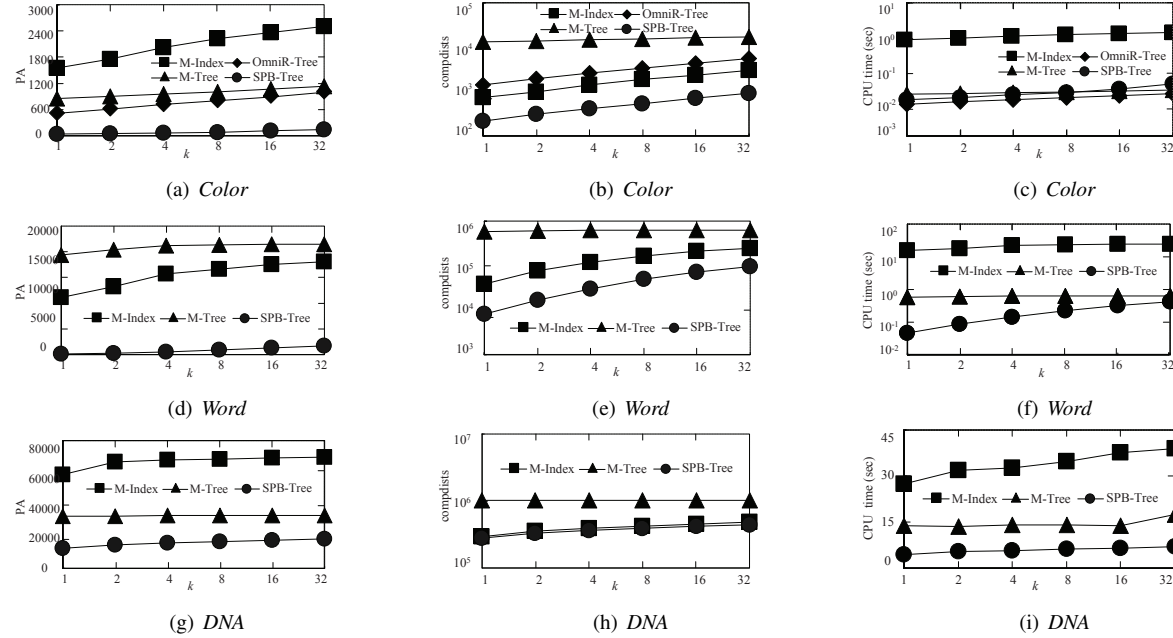 3000
2400
1800
1200
600
0
PA
M-Index OmniR-Tree
M-Tree SPB-Tree
1 2 4 8 16 32
k
(a) Color
10^5
10^4
10^3
10^2
compdists
M-Index OmniR-Tree
M-Tree SPB-Tree
1 2 4 8 16 32
k
(b) Color
10^0
10^-1
10^-2
10^-3
CPU time (sec)
M-Index OmniR-Tree
M-Tree SPB-Tree
1 2 4 8 16 32
k
(c) Color
20000
15000
10000
5000
0
PA
M-Index M-Tree SPB-Tree
1 2 4 8 16 32
k
(d) Word
10^6
10^5
10^4
10^3
compdists
M-Index M-Tree SPB-Tree
1 2 4 8 16 32
k
(e) Word
10^2
10^1
10^0
10^-1
10^-2
CPU time (sec)
M-Index M-Tree SPB-Tree
1 2 4 8 16 32
k
(f) Word
80000
60000
40000
20000
0
PA
M-Index M-Tree SPB-Tree
1 2 4 8 16 32
k
(g) DNA
10^7
10^6
10^5
compdists
M-Index M-Tree SPB-Tree
1 2 4 8 16 32
k
(h) DNA
45
30
15
0
CPU time (sec)
M-Index M-Tree SPB-Tree
1 2 4 8 16 32
k
(i) DNA